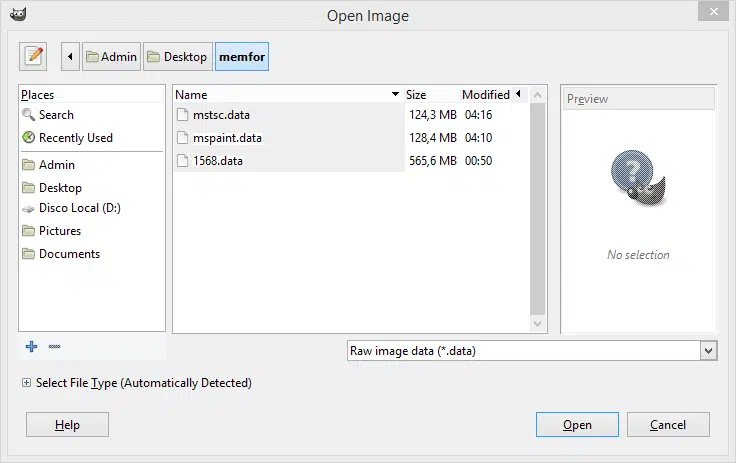 Open Image
Admin Desktop memfor
Places
Search
Recently Used
Admin
Desktop
Disco Local (D:)
Pictures
Documents
Name Size Modified
mstsc.data 124,3 MB 04:16
mspaint.data 128,4 MB 04:10
1568.data 565,6 MB 00:50
Preview
?
No selection
Raw image data (*.data)
Select File Type (Automatically Detected)
Help Open Cancel